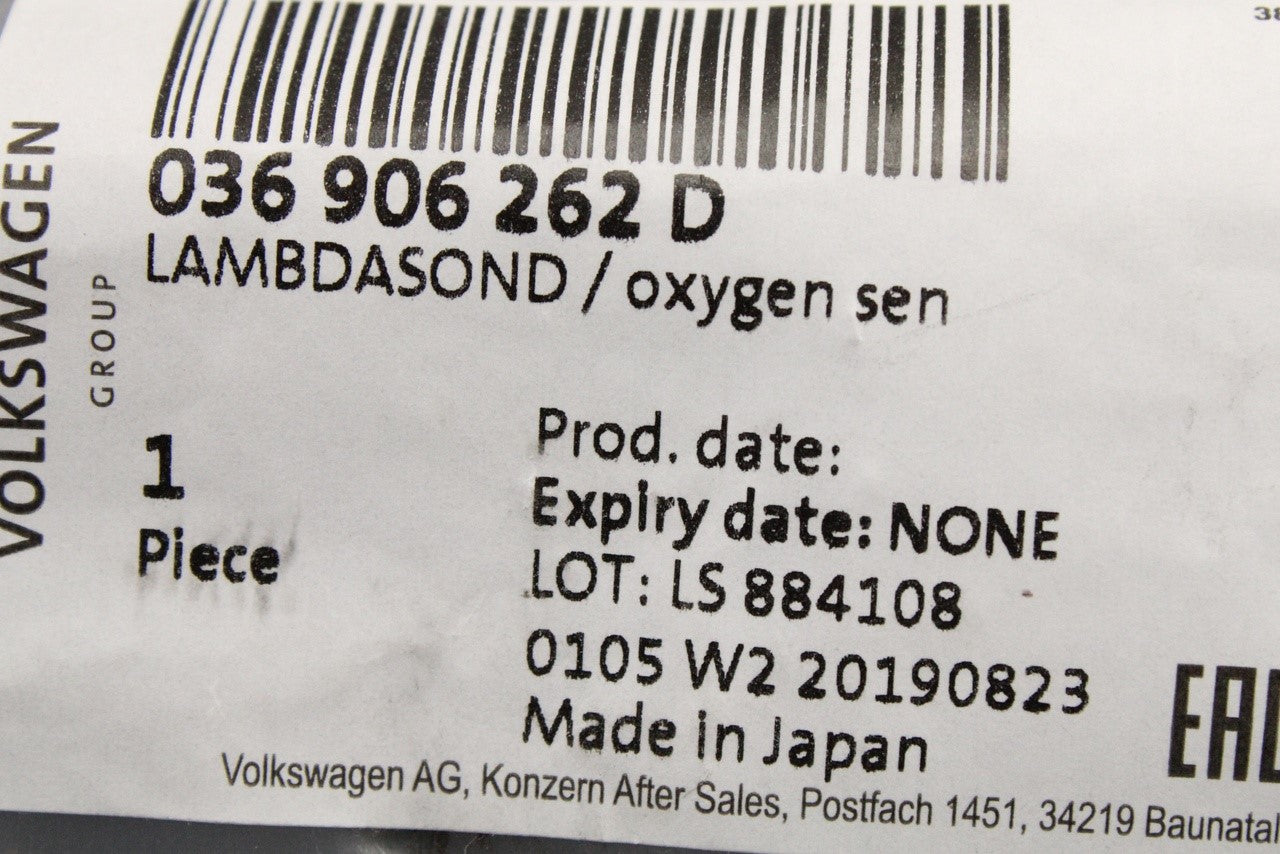 VOLKSWAGEN
GROUP
036 906 262 D
LAMBDASOND / oxygen sen
1
Piece
Prod. date:
Expiry date: NONE
LOT: LS 884108
0105 W2 20190823
Made in Japan
EAC
Volkswagen AG, Konzern After Sales, Postfach 1451, 34219 Baunatal